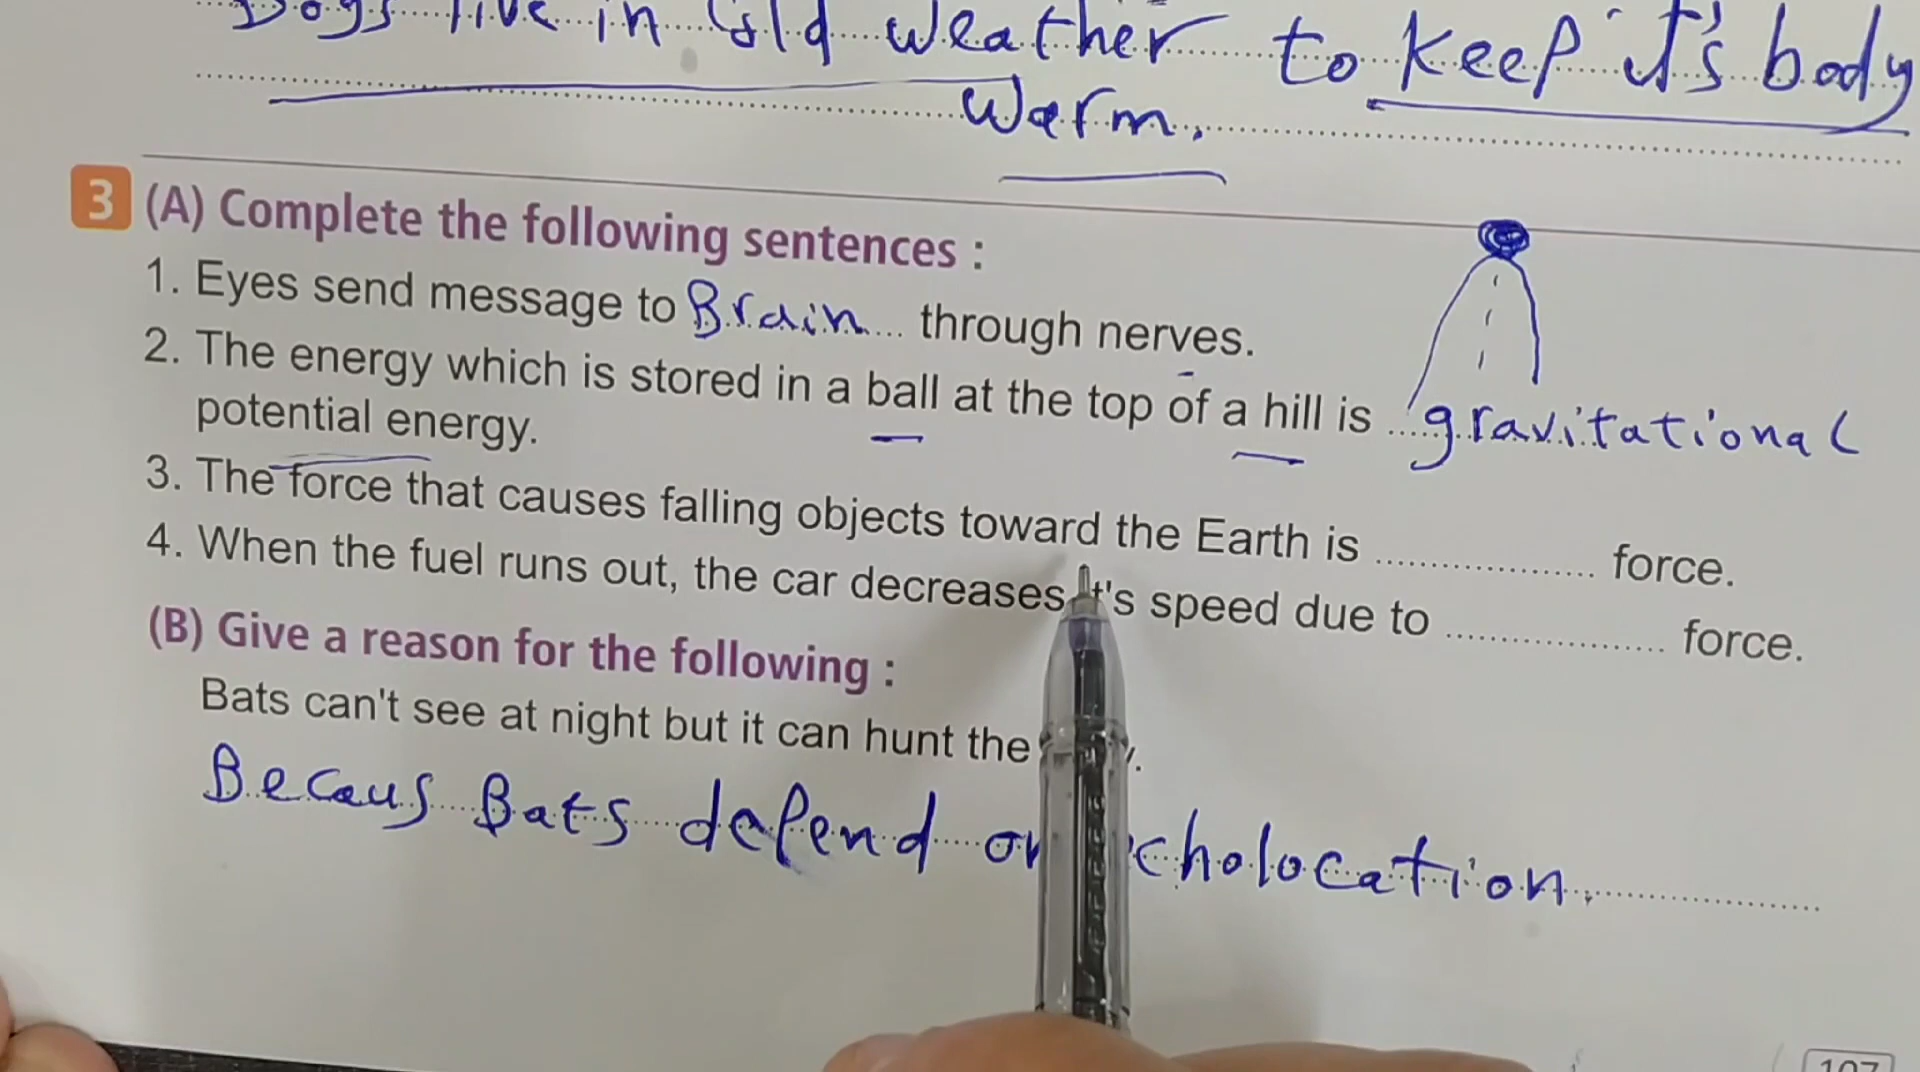 Dogs live in cold weather to keep it's body
warm.
3 (A) Complete the following sentences :
1. Eyes send message to Brain through nerves.
2. The energy which is stored in a ball at the top of a hill is gravitational
potential energy.
3. The force that causes falling objects toward the Earth is .................... force.
4. When the fuel runs out, the car decreases it's speed due to .................... force.
(B) Give a reason for the following :
Bats can't see at night but it can hunt the
Becaus Bats depend on echolocation.
107